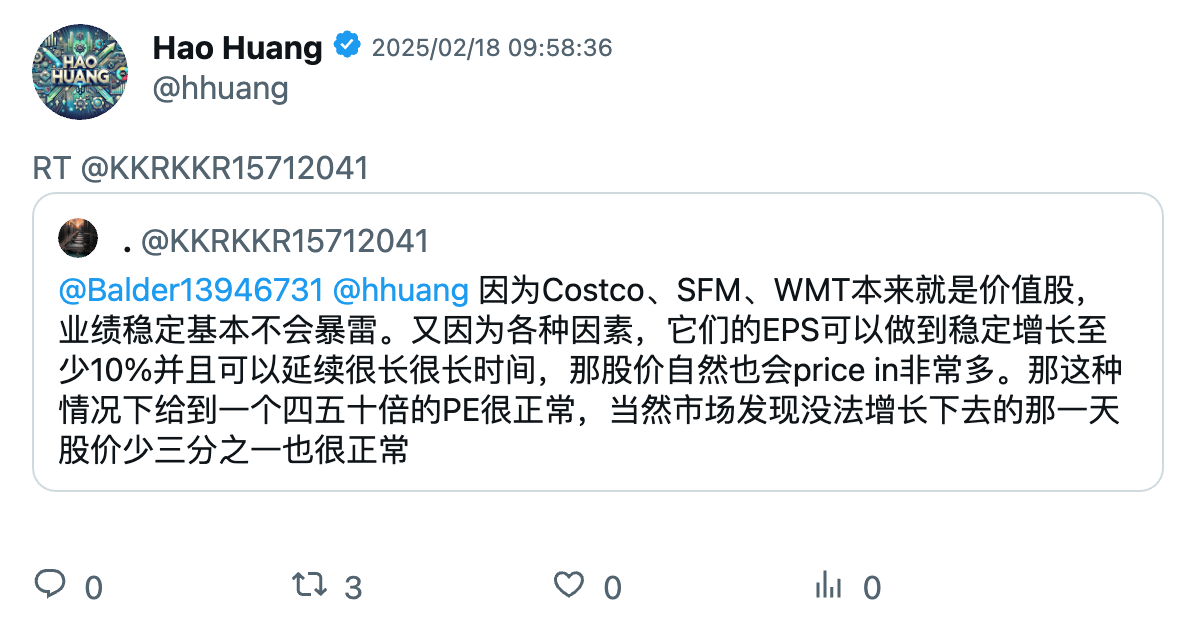 HAO
HUANG
Hao Huang 2025/02/18 09:58:36
@hhuang
RT @KKRKKR15712041
. @KKRKKR15712041
@Balder13946731 @hhuang 因为Costco、SFM、WMT本来就是价值股，
业绩稳定基本不会暴雷。又因为各种因素，它们的EPS可以做到稳定增长至
少10%并且可以延续很长很长时间，那股价自然也会price in非常多。那这种
情况下给到一个四五十倍的PE很正常，当然市场发现没法增长下去的那一天
股价少三分之一也很正常
0 3 0 0